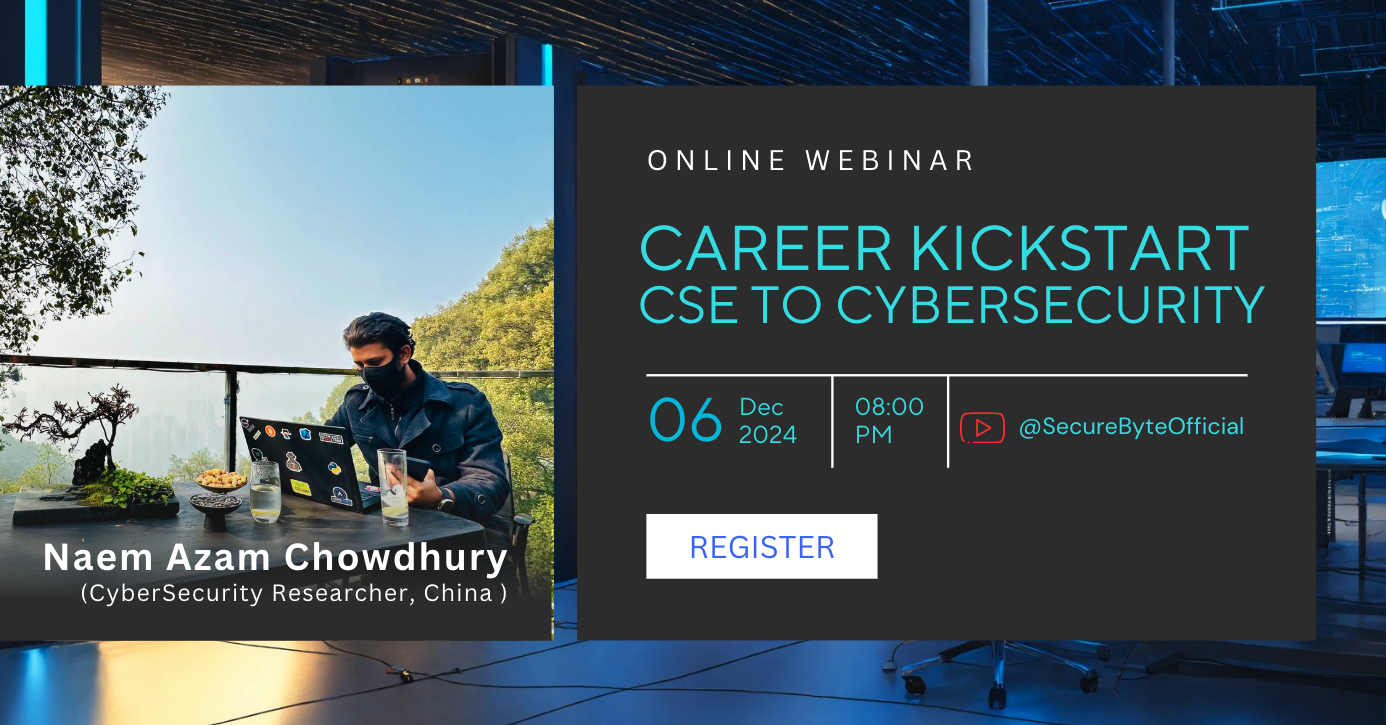 ONLINE WEBINAR
CAREER KICKSTART
CSE TO CYBERSECURITY
06
Dec
2024
08:00
PM
@SecureByteOfficial
REGISTER
Naem Azam Chowdhury
(CyberSecurity Researcher, China )